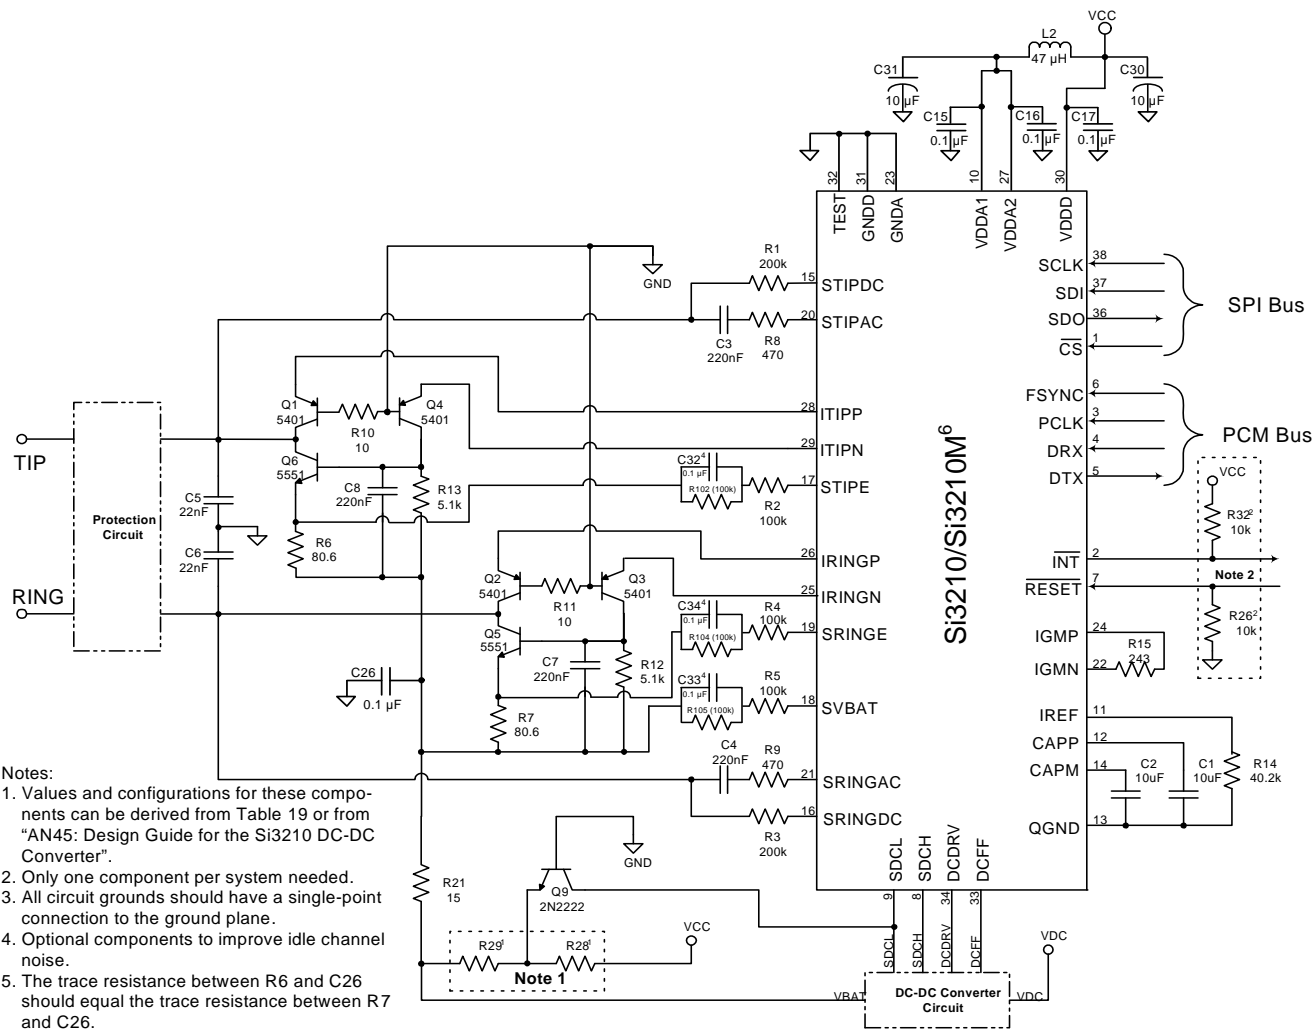 VCC
L2
47 µH
C31
10 µF
C30
10 µF
C15
0.1 µF
C16
0.1 µF
C17
0.1 µF
32
31
23
10
27
30
TEST
GNDD
GNDA
VDDA1
VDDA2
VDDD
GND
R1
200k
15
STIPDC
C3
220nF
R8
470
20
STIPAC
SCLK
38
SDI
37
SDO
36
CS
1
SPI Bus
FSYNC
6
PCLK
3
DRX
4
DTX
5
PCM Bus
Q1
5401
R10
10
Q4
5401
28
ITIPP
29
ITIPN
Q6
5551
C8
220nF
R13
5.1k
C32⁴
0.1 µF
R102 (100k)
R2
100k
17
STIPE
TIP
Protection
Circuit
C5
22nF
C6
22nF
R6
80.6
RING
Si3210/Si3210M⁶
VCC
R32²
10k
INT
2
Note 2
RESET
7
R26²
10k
Q2
5401
R11
10
Q3
5401
26
IRINGP
25
IRINGN
Q5
5551
C7
220nF
R12
5.1k
C34⁴
0.1 µF
R104 (100k)
R4
100k
19
SRINGE
IGMP
24
R15
243
IGMN
22
C26
0.1 µF
R7
80.6
C33⁴
0.1 µF
R105 (100k)
R5
100k
18
SVBAT
IREF
11
CAPP
12
CAPM
14
QGND
13
C2
10uF
C1
10uF
R14
40.2k
C4
220nF
R9
470
21
SRINGAC
16
SRINGDC
R3
200k
SDCL
SDCH
DCDRV
DCFF
9
8
34
33
SDCL
SDCH
DCDRV
DCFF
GND
Q9
2N2222
R21
15
R29¹
R28¹
Note 1
VCC
VDC
VBAT
DC-DC Converter
Circuit
VDC
Notes:
1. Values and configurations for these compo-
nents can be derived from Table 19 or from
“AN45: Design Guide for the Si3210 DC-DC
Converter”.
2. Only one component per system needed.
3. All circuit grounds should have a single-point
connection to the ground plane.
4. Optional components to improve idle channel
noise.
5. The trace resistance between R6 and C26
should equal the trace resistance between R7
and C26.